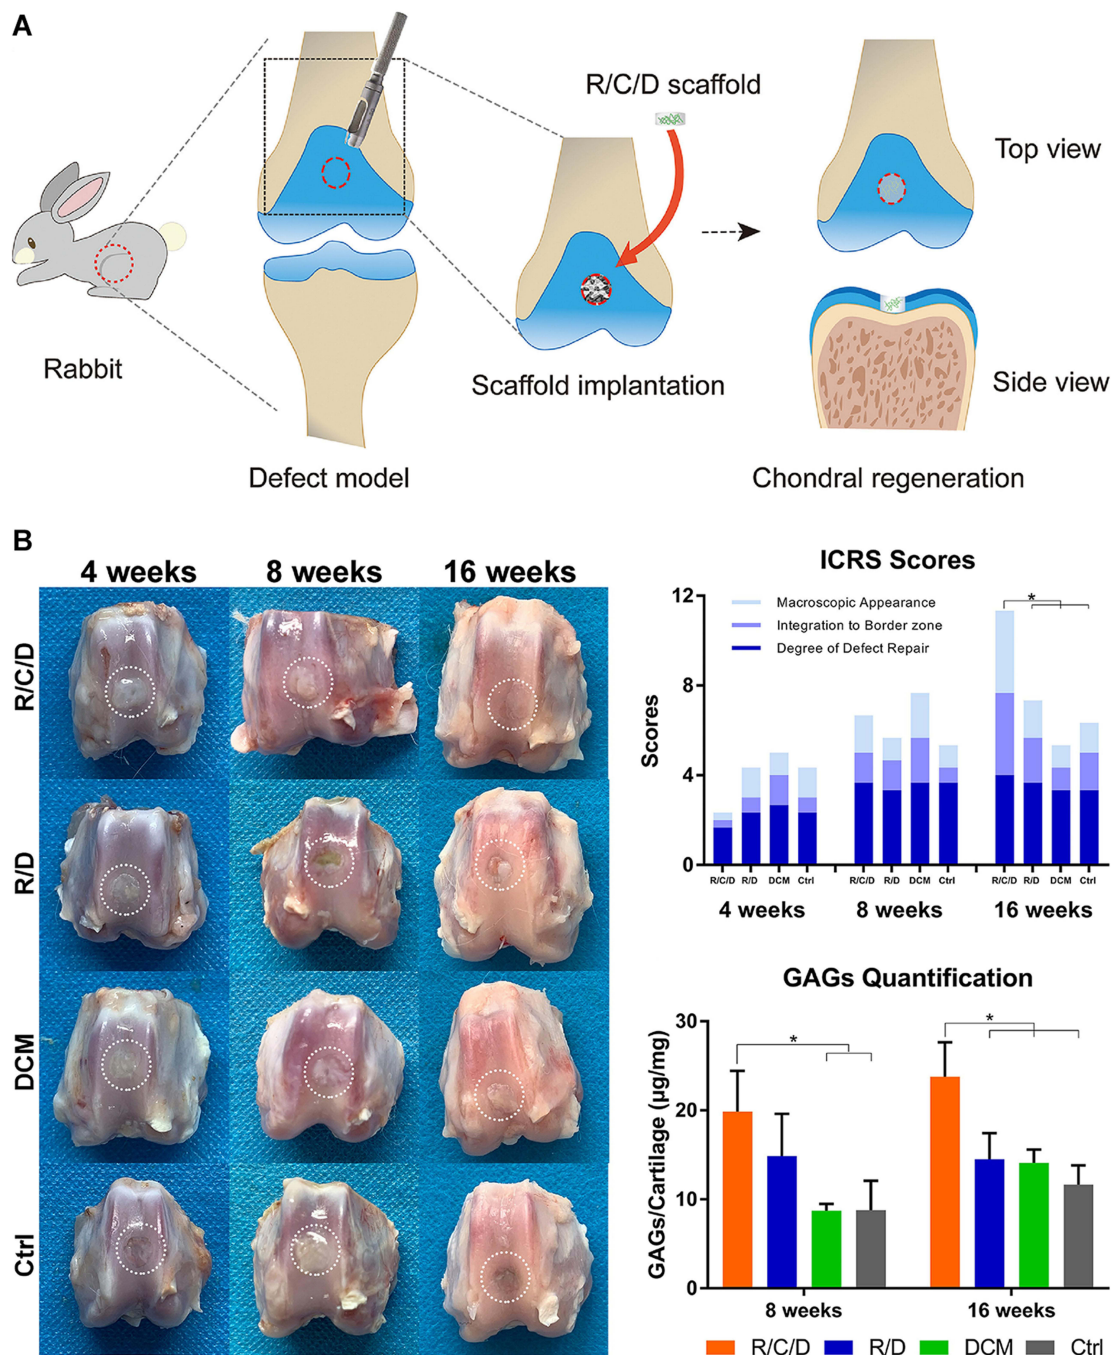 A
R/C/D scaffold
Top view
Rabbit
Scaffold implantation
Side view
Defect model
Chondral regeneration
B
4 weeks 8 weeks 16 weeks
R/C/D
R/D
DCM
Ctrl
ICRS Scores
Macroscopic Appearance
Integration to Border zone
Degree of Defect Repair
*
Scores
12
8
4
0
R/C/D R/D DCM Ctrl R/C/D R/D DCM Ctrl R/C/D R/D DCM Ctrl
4 weeks 8 weeks 16 weeks
GAGs Quantification
GAGs/Cartilage (µg/mg)
30
20
10
0
* *
8 weeks 16 weeks
R/C/D R/D DCM Ctrl